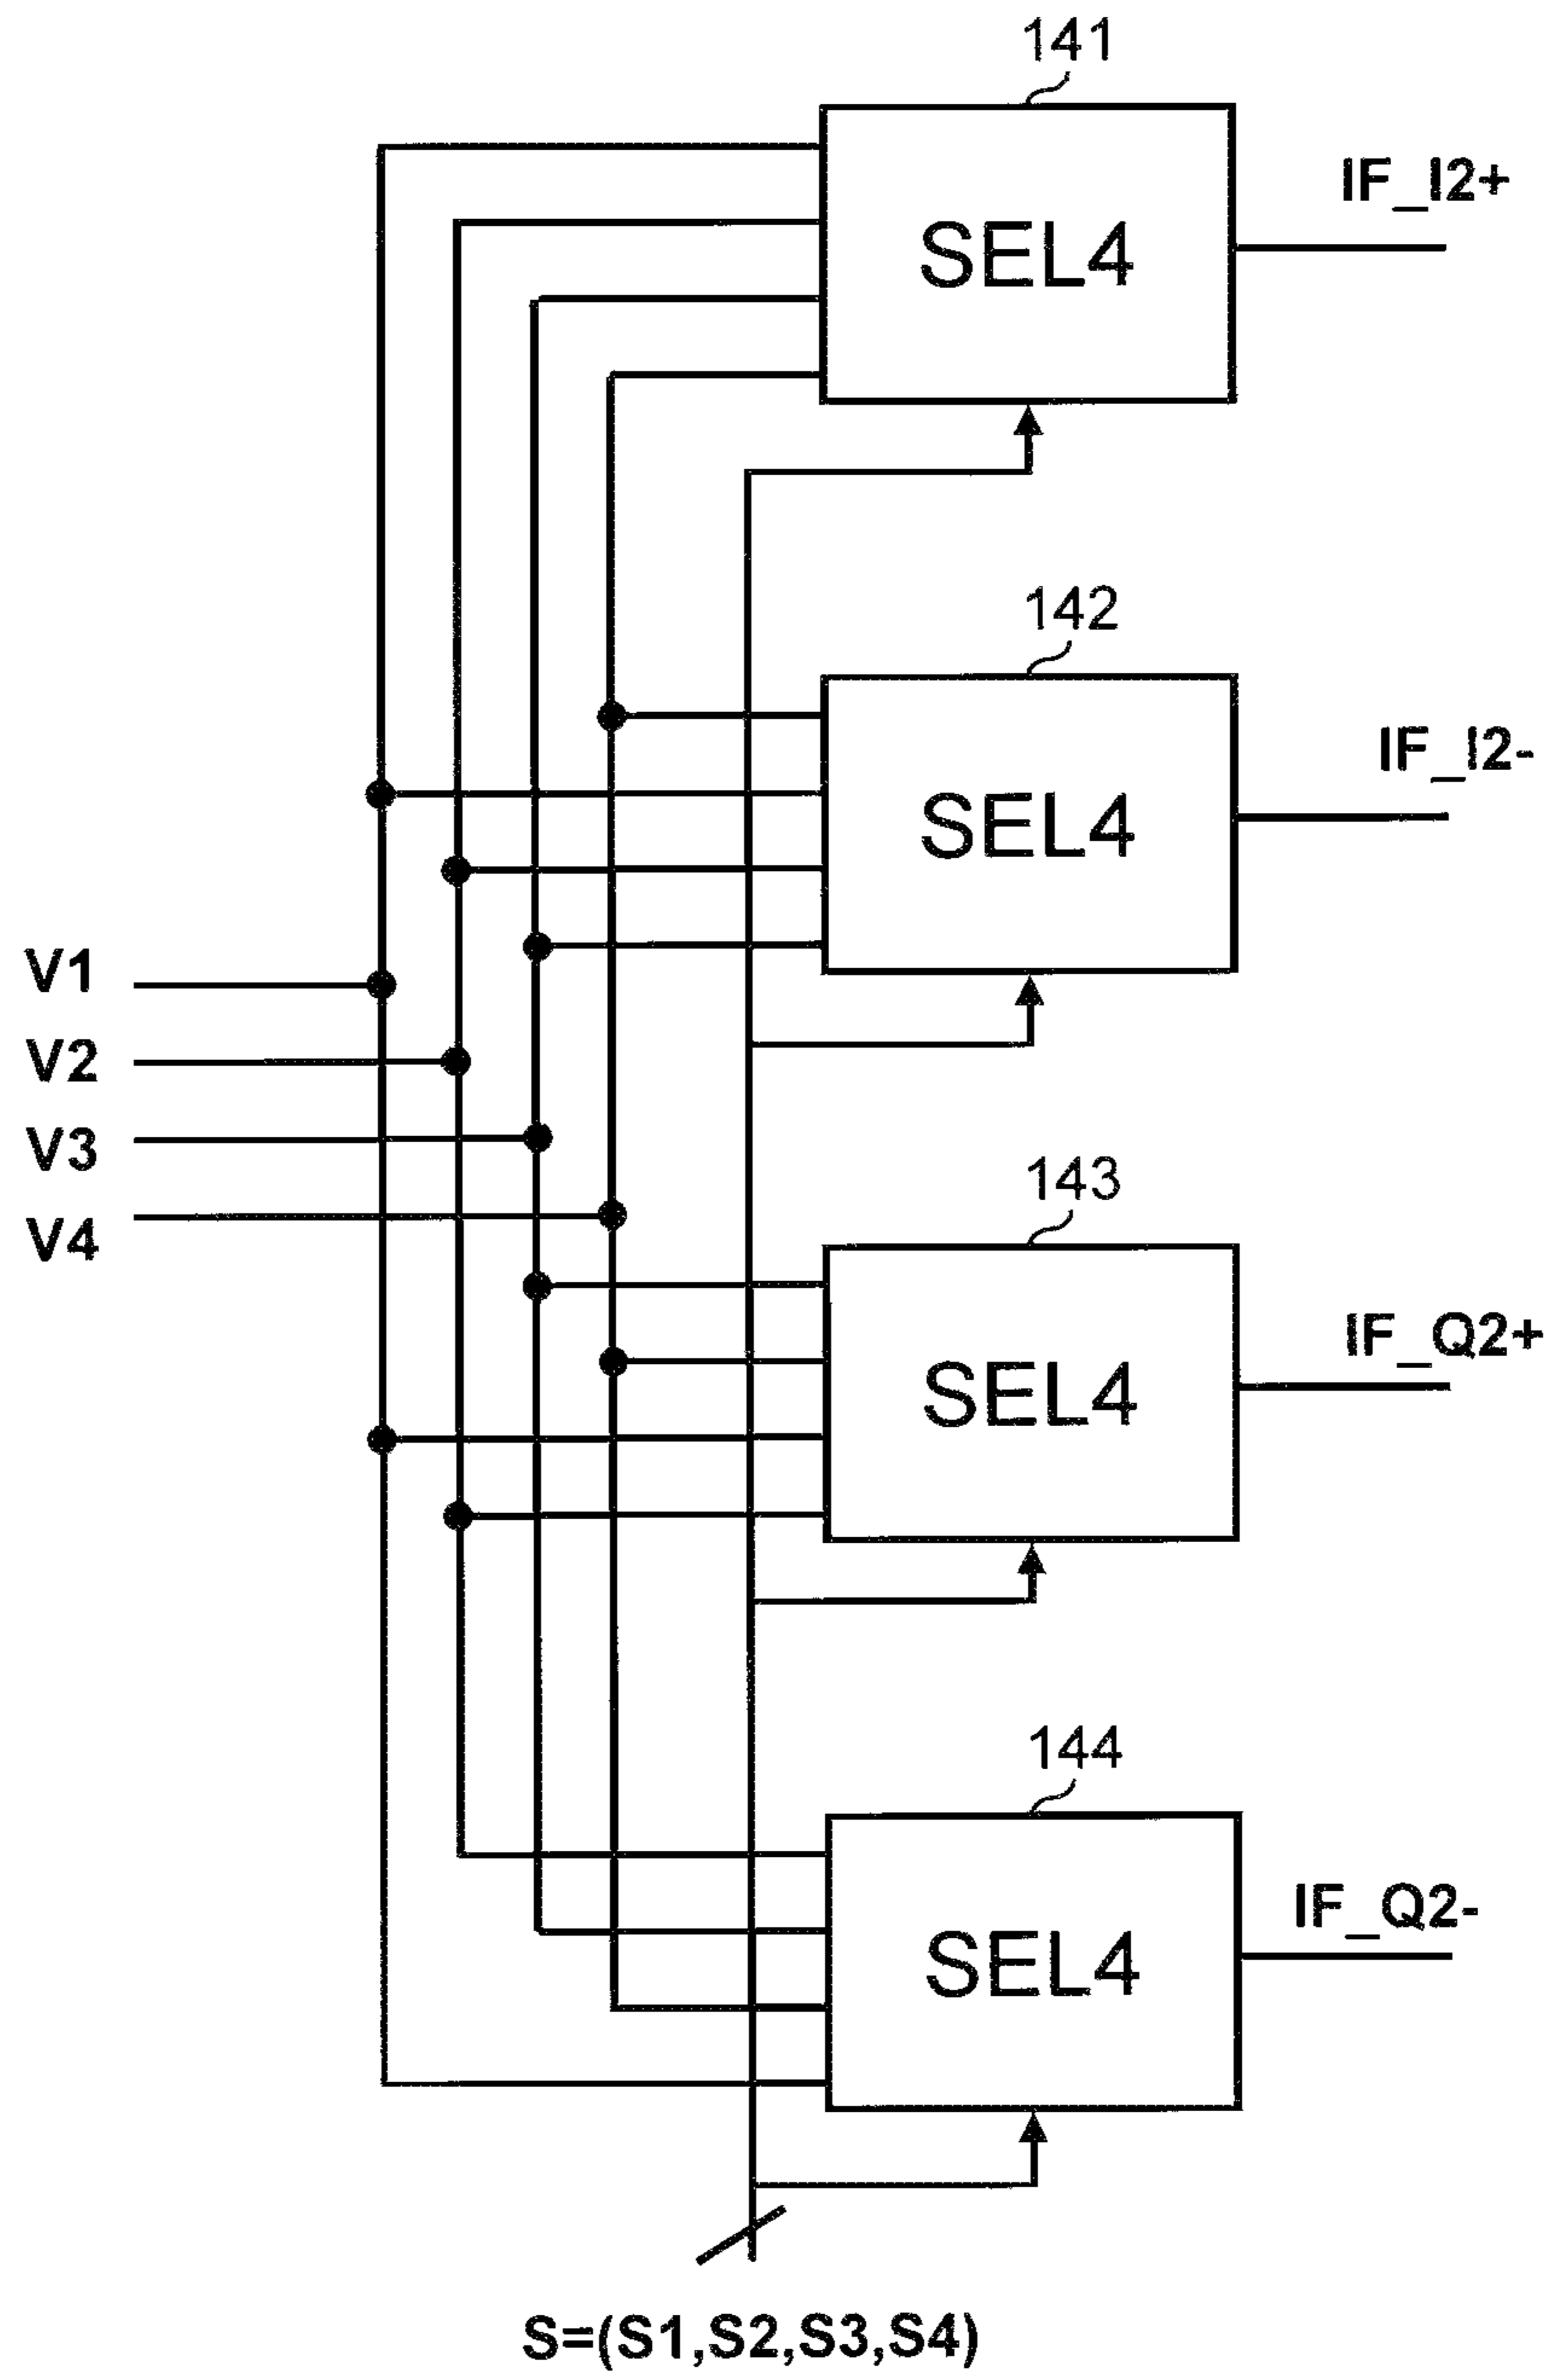 141
IF_I2+
SEL4
142
IF_I2-
SEL4
V1
V2
V3
V4
143
IF_Q2+
SEL4
144
IF_Q2-
SEL4
S=(S1,S2,S3,S4)